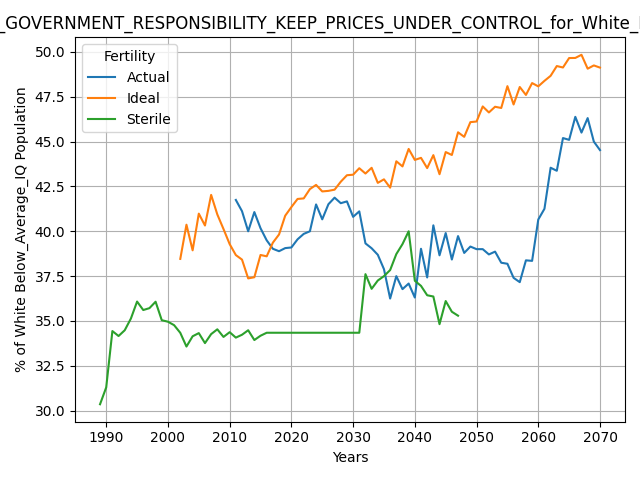 _GOVERNMENT_RESPONSIBILITY_KEEP_PRICES_UNDER_CONTROL_for_White_
Fertility
Actual
Ideal
Sterile
% of White Below_Average_IQ Population
50.0
47.5
45.0
42.5
40.0
37.5
35.0
32.5
30.0
1990
2000
2010
2020
2030
2040
2050
2060
2070
Years